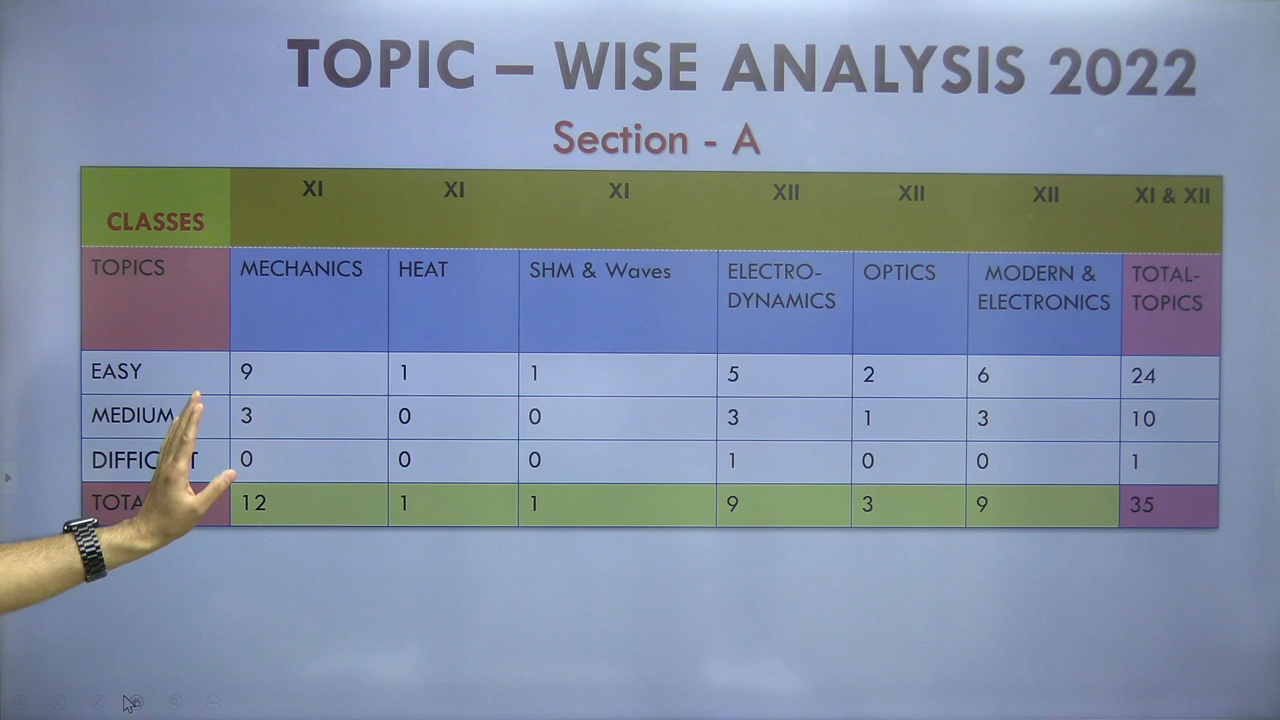 TOPIC – WISE ANALYSIS 2022
Section - A
CLASSES XI XI XI XII XII XII XI & XII
TOPICS MECHANICS HEAT SHM & Waves ELECTRO- OPTICS MODERN & TOTAL-
DYNAMICS ELECTRONICS TOPICS
EASY 9 1 1 5 2 6 24
MEDIUM 3 0 0 3 1 3 10
0 0 0 1 0 0 1
12 1 1 9 3 9 35